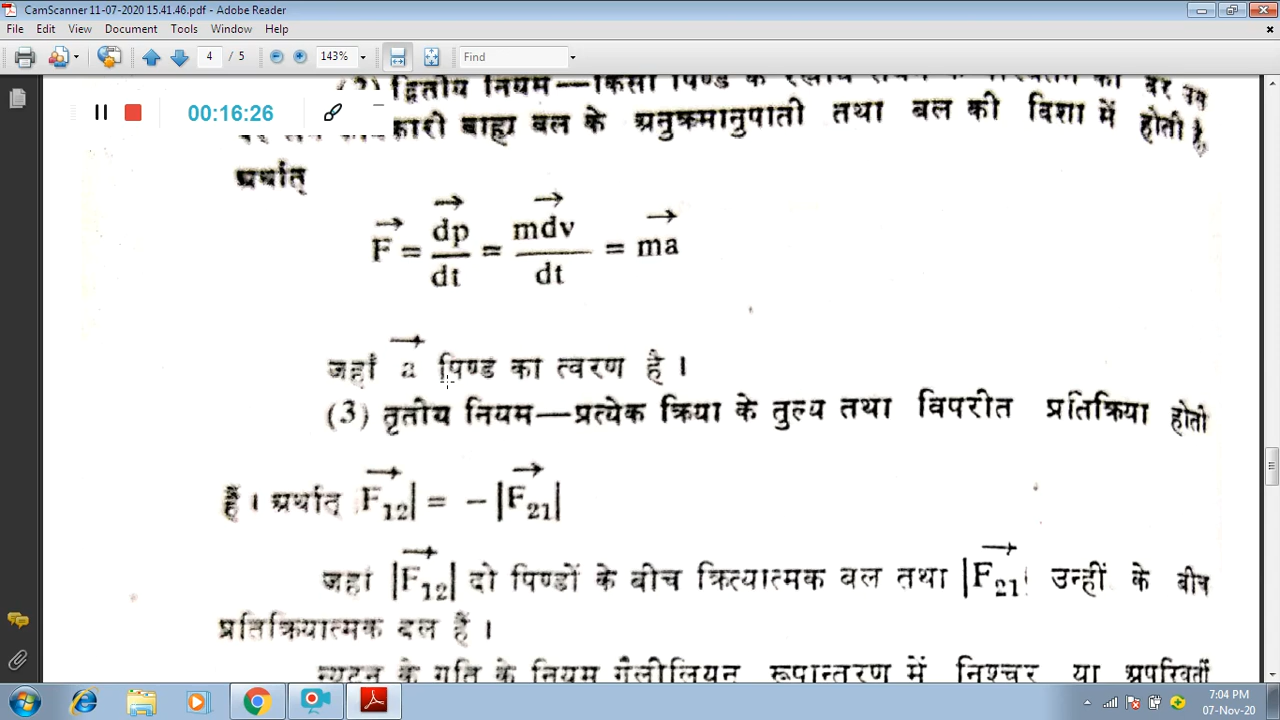 CamScanner 11-07-2020 15.41.46.pdf - Adobe Reader
File Edit View Document Tools Window Help
4 / 5 143% Find
द्वितीय नियम—किसी पिण्ड के
00:16:26
बाह्य बल के अनुक्रमानुपाती तथा बल की दिशा में होती है,
अर्थात्
F = dp/dt = mdv/dt = ma
जहाँ a पिण्ड का त्वरण है ।
(3) तृतीय नियम—प्रत्येक क्रिया के तुल्य तथा विपरीत प्रतिक्रिया होती
हैं । अर्थात् F₁₂| = – |F₂₁|
जहां |F₁₂| दो पिण्डों के बीच क्रित्यात्मक बल तथा |F₂₁| उन्हीं के बीच
प्रतिक्रियात्मक बल हैं ।
न्यूटन के गति के नियम गैलीलियन रूपान्तरण में निश्चर या अपरिवर्ती
7:04 PM
07-Nov-20